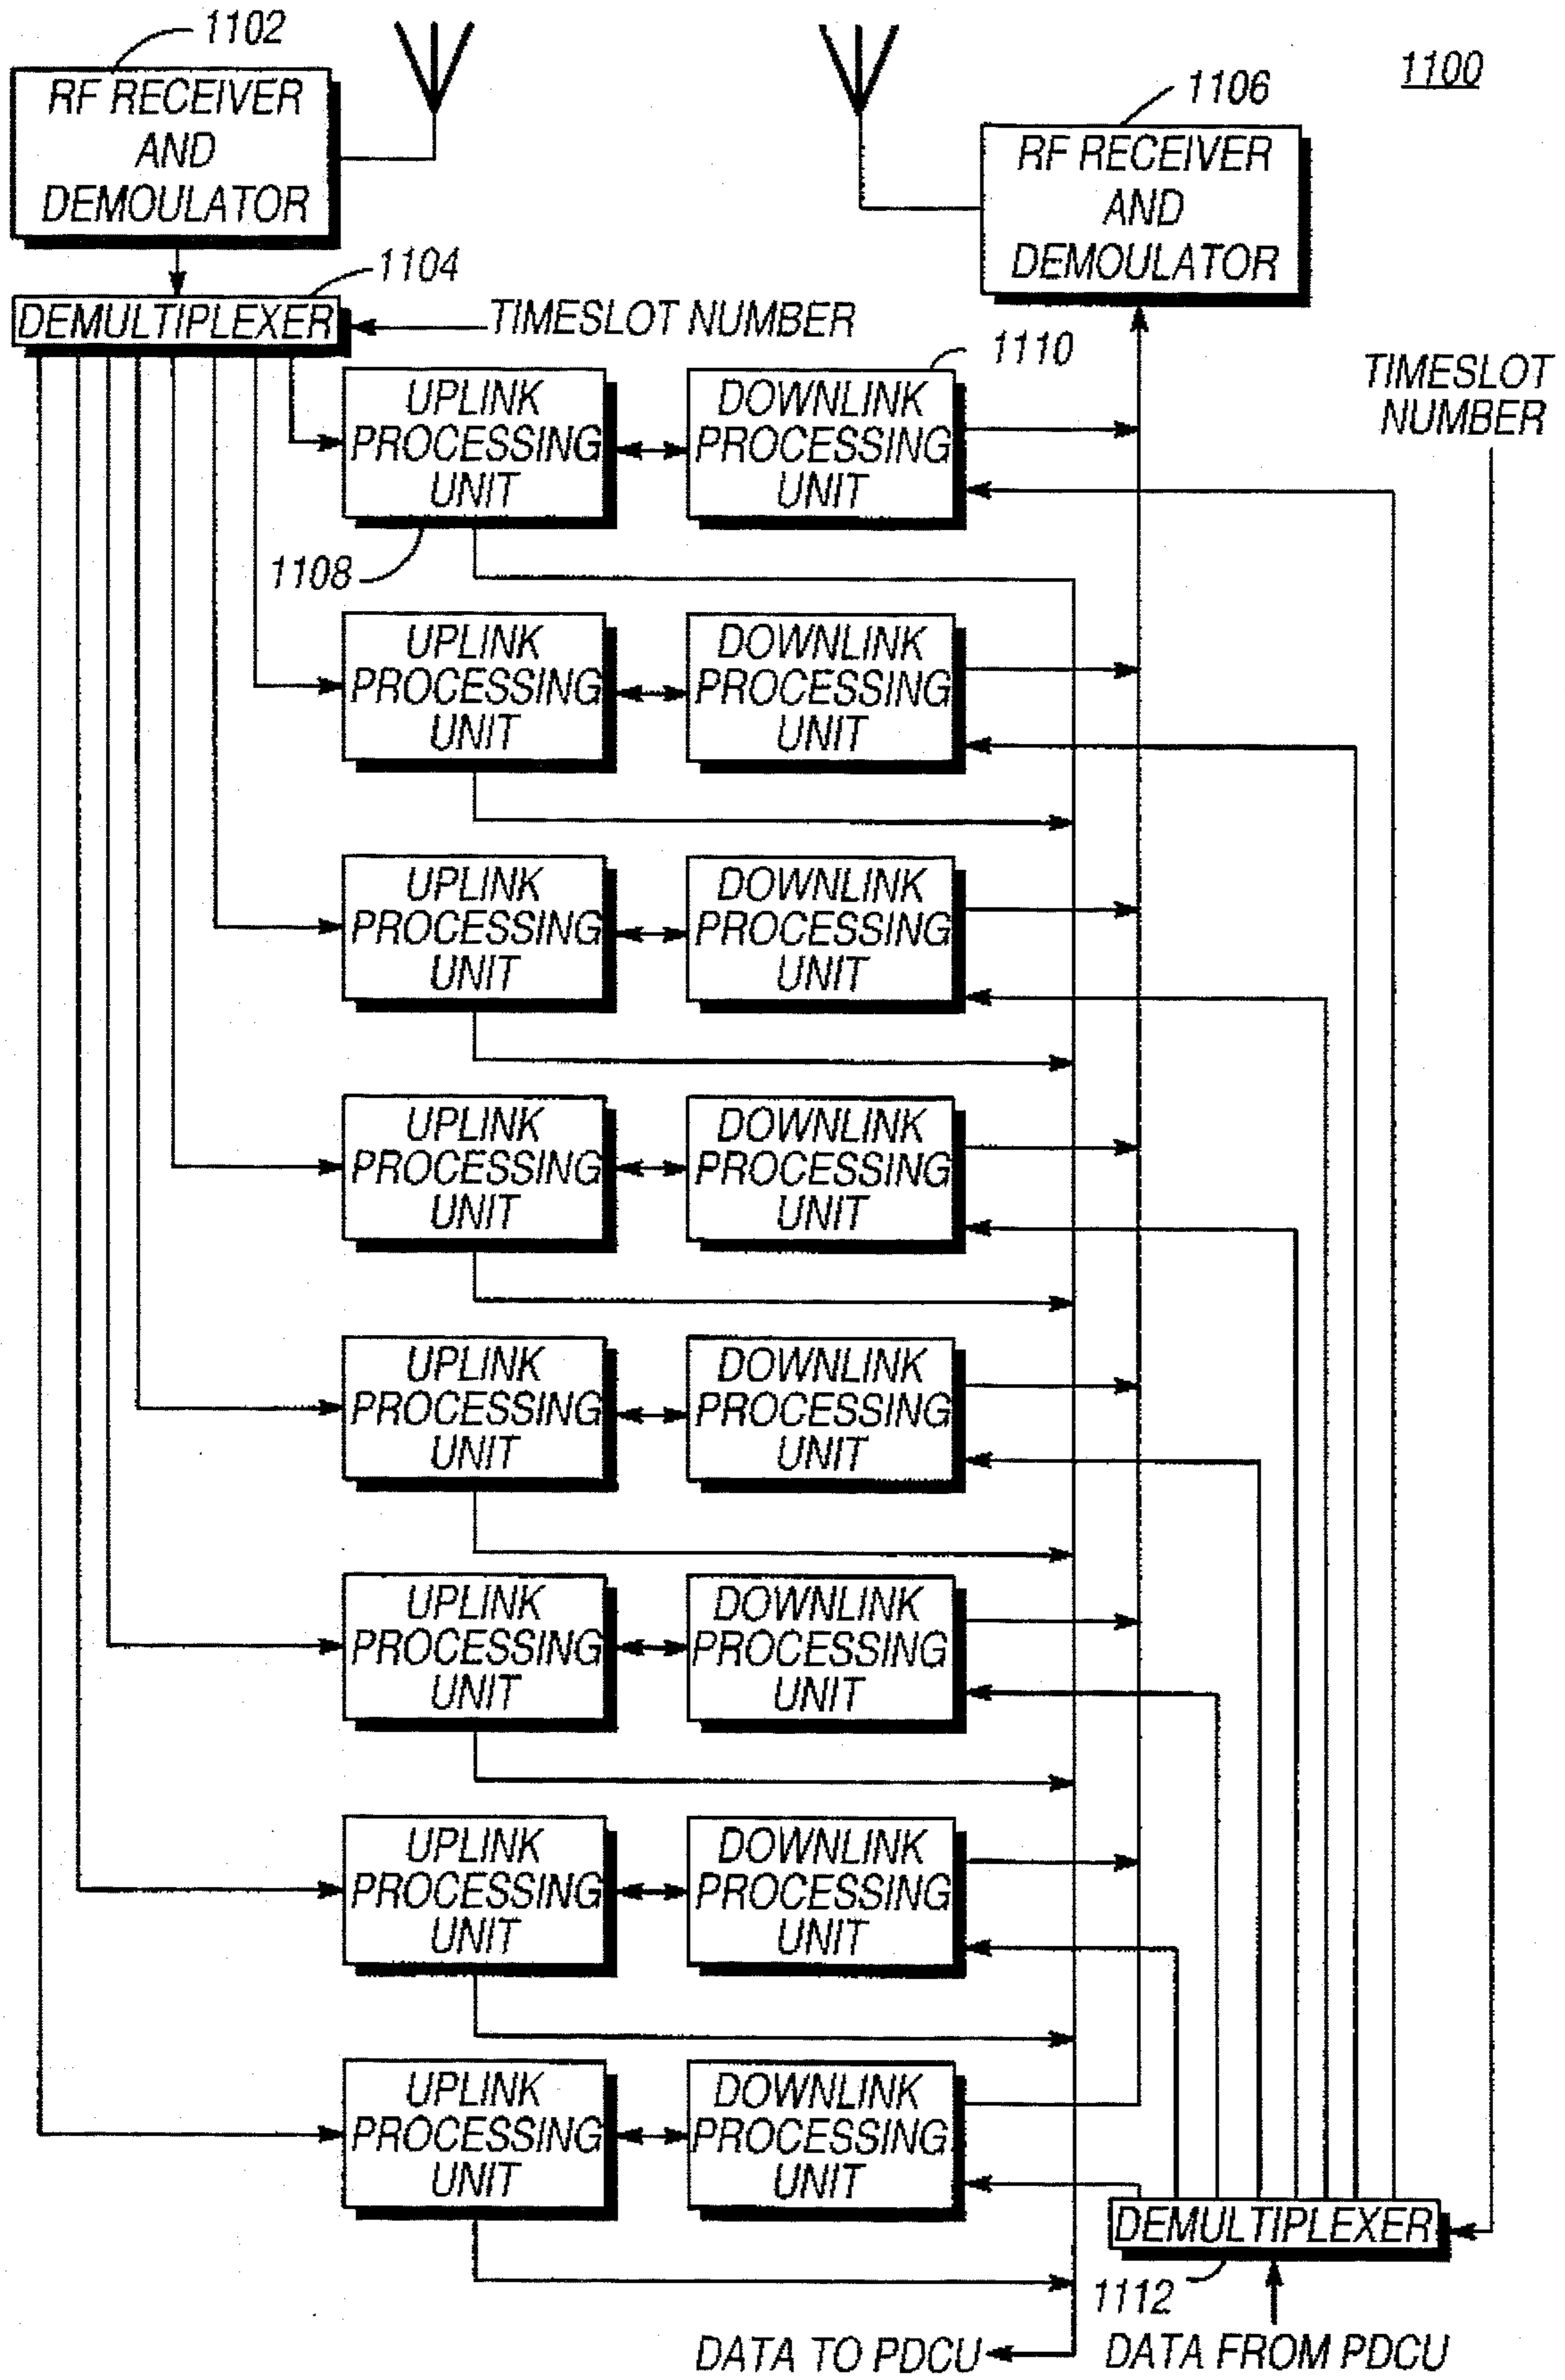 1102
1100
RF RECEIVER
AND
DEMOULATOR
1106
RF RECEIVER
AND
DEMOULATOR
1104
DEMULTIPLEXER
TIMESLOT NUMBER
1110
TIMESLOT
NUMBER
UPLINK
PROCESSING
UNIT
DOWNLINK
PROCESSING
UNIT
1108
UPLINK
PROCESSING
UNIT
DOWNLINK
PROCESSING
UNIT
UPLINK
PROCESSING
UNIT
DOWNLINK
PROCESSING
UNIT
UPLINK
PROCESSING
UNIT
DOWNLINK
PROCESSING
UNIT
UPLINK
PROCESSING
UNIT
DOWNLINK
PROCESSING
UNIT
UPLINK
PROCESSING
UNIT
DOWNLINK
PROCESSING
UNIT
UPLINK
PROCESSING
UNIT
DOWNLINK
PROCESSING
UNIT
UPLINK
PROCESSING
UNIT
DOWNLINK
PROCESSING
UNIT
DEMULTIPLEXER
1112
DATA TO PDCU
DATA FROM PDCU